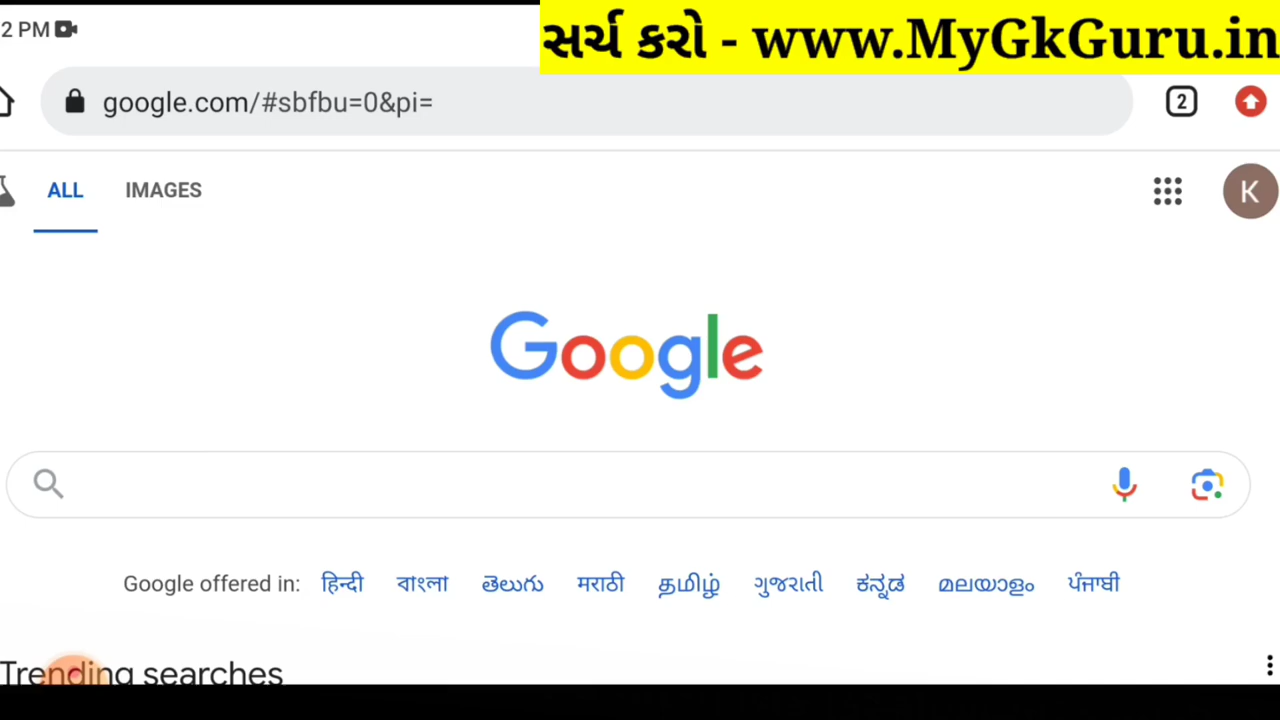 2 PM
સર્ચ કરો - www.MyGkGuru.in
google.com/#sbfbu=0&pi=
2
ALL IMAGES
K
Google
Google offered in: हिन्दी বাংলা తెలుగు मराठी தமிழ் ગુજરાતી ಕನ್ನಡ മലയാളം ਪੰਜਾਬੀ
Trending searches